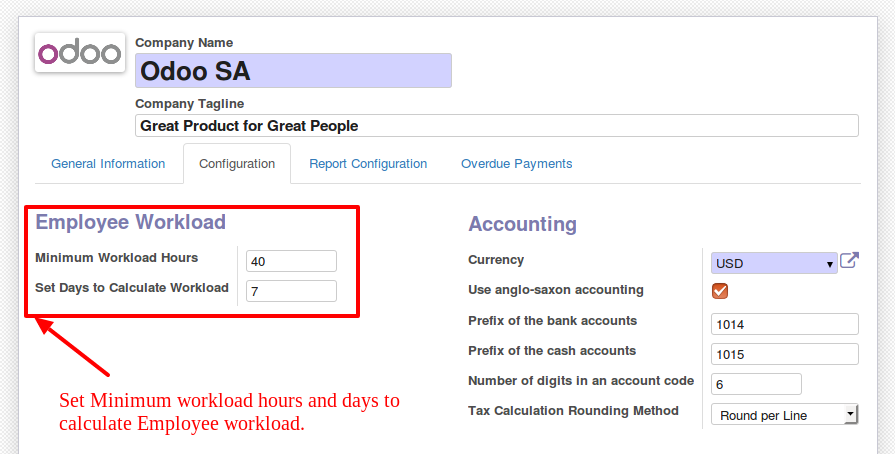 odoo
Company Name
Odoo SA
Company Tagline
Great Product for Great People
General Information Configuration Report Configuration Overdue Payments
Employee Workload
Minimum Workload Hours 40
Set Days to Calculate Workload 7
Accounting
Currency USD
Use anglo-saxon accounting
Prefix of the bank accounts 1014
Prefix of the cash accounts 1015
Number of digits in an account code 6
Tax Calculation Rounding Method Round per Line
Set Minimum workload hours and days to
calculate Employee workload.